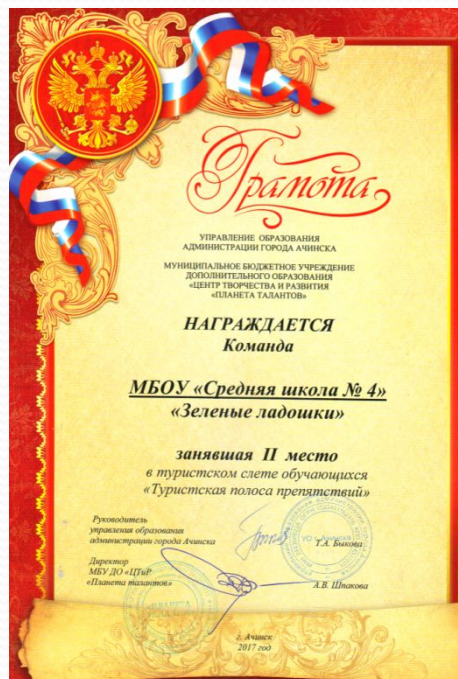 Грамота
УПРАВЛЕНИЕ ОБРАЗОВАНИЯ
АДМИНИСТРАЦИИ ГОРОДА АЧИНСКА
МУНИЦИПАЛЬНОЕ БЮДЖЕТНОЕ УЧРЕЖДЕНИЕ
ДОПОЛНИТЕЛЬНОГО ОБРАЗОВАНИЯ
«ЦЕНТР ТВОРЧЕСТВА И РАЗВИТИЯ
«ПЛАНЕТА ТАЛАНТОВ»
НАГРАЖДАЕТСЯ
Команда
МБОУ «Средняя школа № 4»
«Зеленые ладошки»
занявшая II место
в туристском слете обучающихся
«Туристская полоса препятствий»
Руководитель
управления образования
администрации города Ачинска
Т.А. Быкова
Директор
МБУ ДО «ЦТиР
«Планета талантов»
А.В. Шпакова
г. Ачинск
2017 год